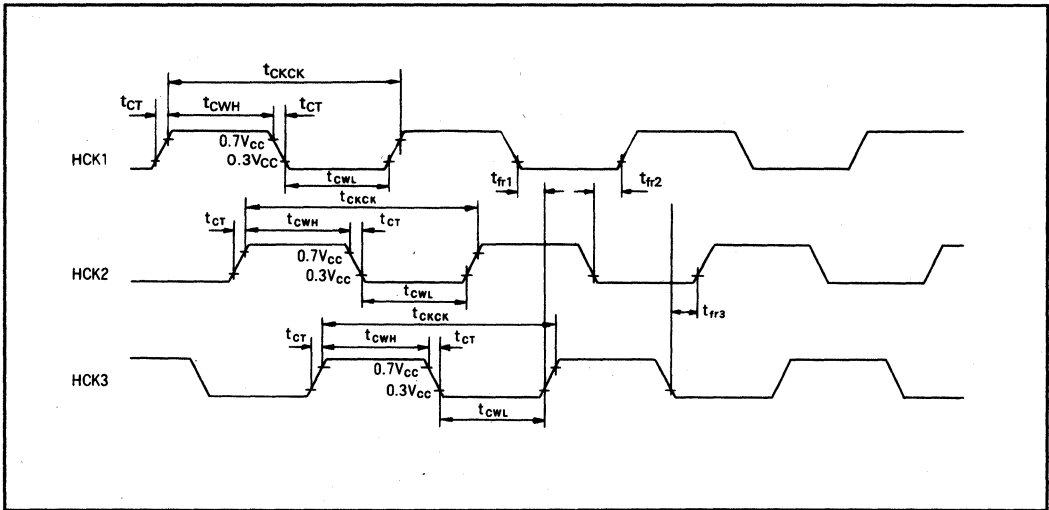 tCKCK
tCT tCWH tCT
0.7VCC
HCK1 0.3VCC
tCWL tfr1 tfr2
tCKCK
tCT tCWH tCT
0.7VCC
HCK2 0.3VCC
tCWL
tfr3
tCKCK
tCT tCWH tCT
0.7VCC
HCK3 0.3VCC
tCWL